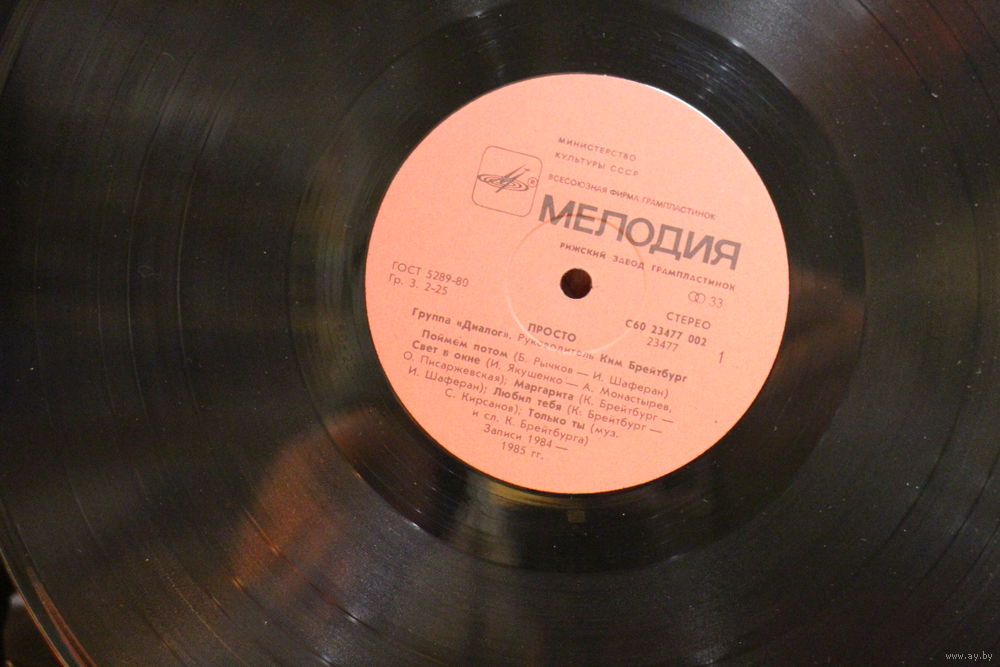 МИНИСТЕРСТВО
КУЛЬТУРЫ СССР
®
ВСЕСОЮЗНАЯ ФИРМА ГРАМПЛАСТИНОК
МЕЛОДИЯ
РИЖСКИЙ ЗАВОД ГРАМПЛАСТИНОК
ГОСТ 5289-80
Гр. 3. 2-25
33
СТЕРЕО
С60 23477 002
23477
1
ПРОСТО
Группа «Диалог». Руководитель Ким Брейтбург
Поймем потом (Б. Рычков — И. Шаферан)
Свет в окне (И. Якушенко — А. Монастырев,
О. Писаржевская); Маргарита (К. Брейтбург —
И. Шаферан); Любил тебя (К. Брейтбург —
С. Кирсанов); Только ты (муз.
и сл. К. Брейтбурга)
Записи 1984 —
1985 гг.
www.ay.by